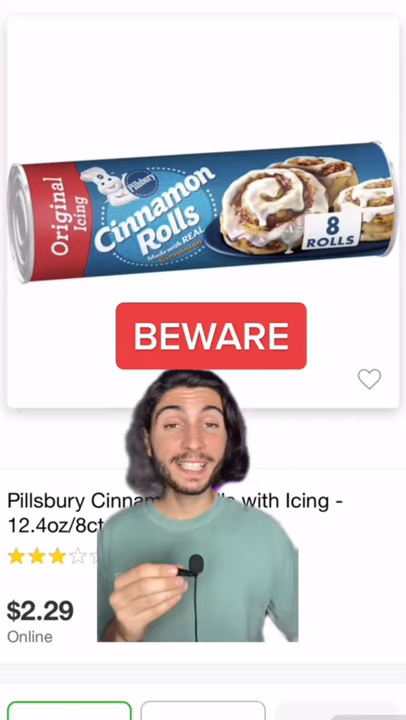 Original
Icing
Pillsbury
Cinnamon
Rolls
Made with REAL
Cinnamon
8
ROLLS
BEWARE
Pillsbury Cinnam with Icing -
12.4oz/8ct
$2.29
Online